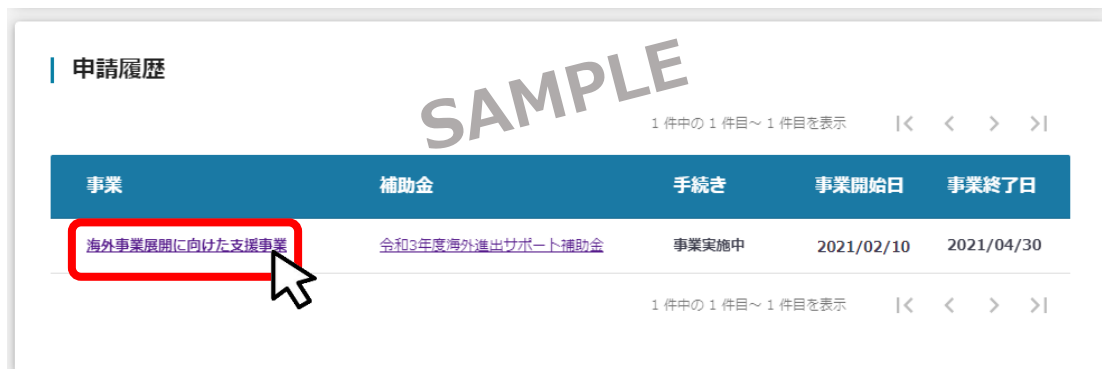 申請履歴
SAMPLE
1 件中の 1 件目～ 1 件目を表示
事業 補助金 手続き 事業開始日 事業終了日
海外事業展開に向けた支援事業 令和3年度海外進出サポート補助金 事業実施中 2021/02/10 2021/04/30
1 件中の 1 件目～ 1 件目を表示